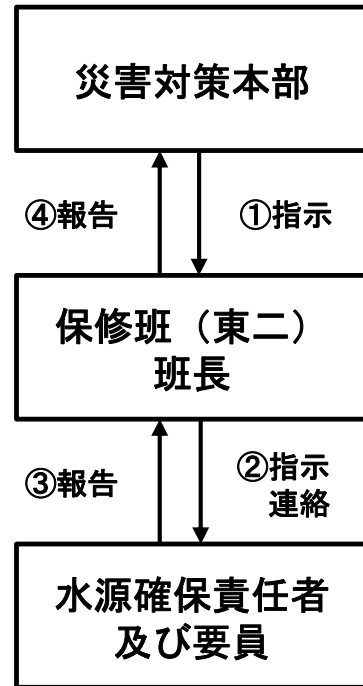 災害対策本部
④報告
①指示
保修班（東二）
班長
③報告
②指示
連絡
水源確保責任者
及び要員